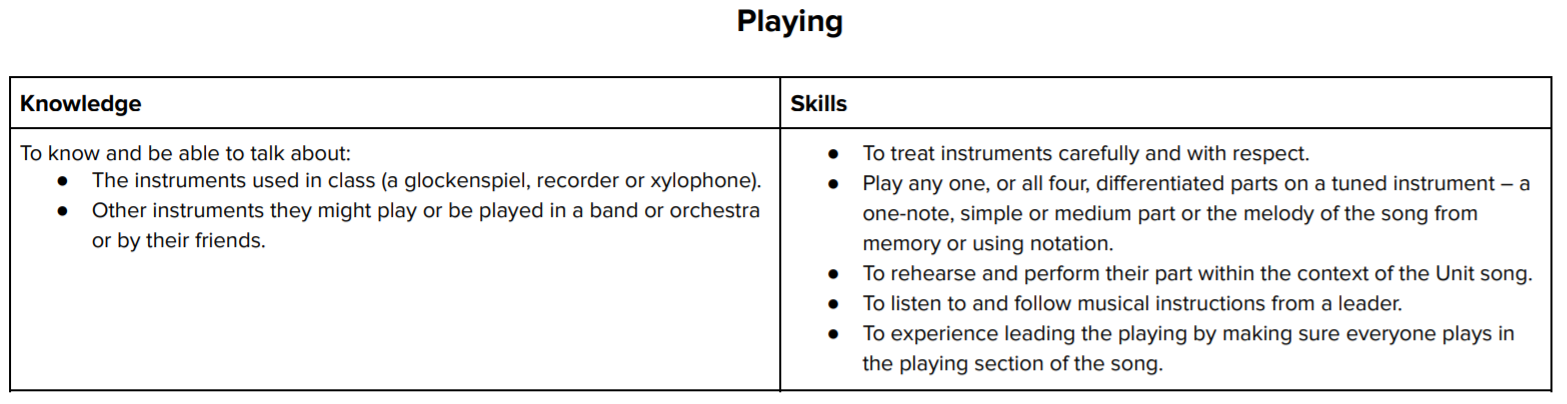 Playing
Knowledge
To know and be able to talk about:
● The instruments used in class (a glockenspiel, recorder or xylophone).
● Other instruments they might play or be played in a band or orchestra
or by their friends.
Skills
● To treat instruments carefully and with respect.
● Play any one, or all four, differentiated parts on a tuned instrument – a
one-note, simple or medium part or the melody of the song from
memory or using notation.
● To rehearse and perform their part within the context of the Unit song.
● To listen to and follow musical instructions from a leader.
● To experience leading the playing by making sure everyone plays in
the playing section of the song.